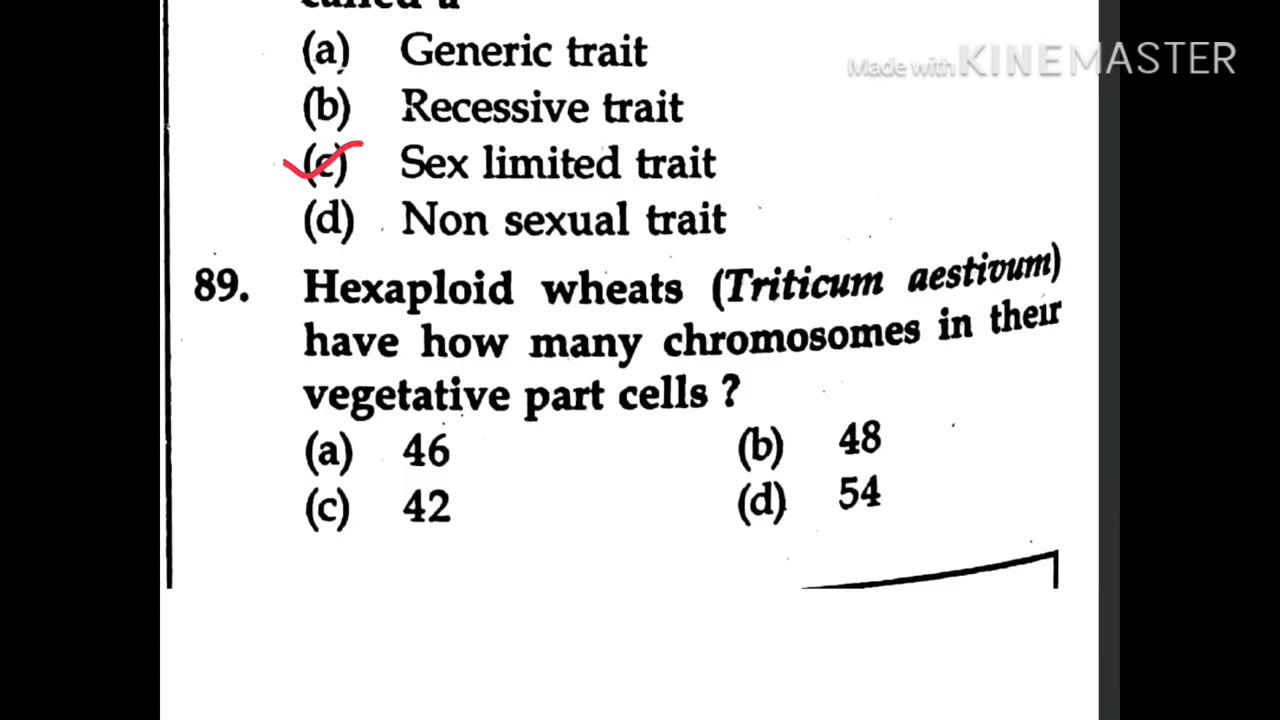 called a
(a) Generic trait
Made with KINEMASTER
(b) Recessive trait
(c) Sex limited trait
(d) Non sexual trait
89. Hexaploid wheats (Triticum aestivum)
have how many chromosomes in their
vegetative part cells ?
(a) 46 (b) 48
(c) 42 (d) 54